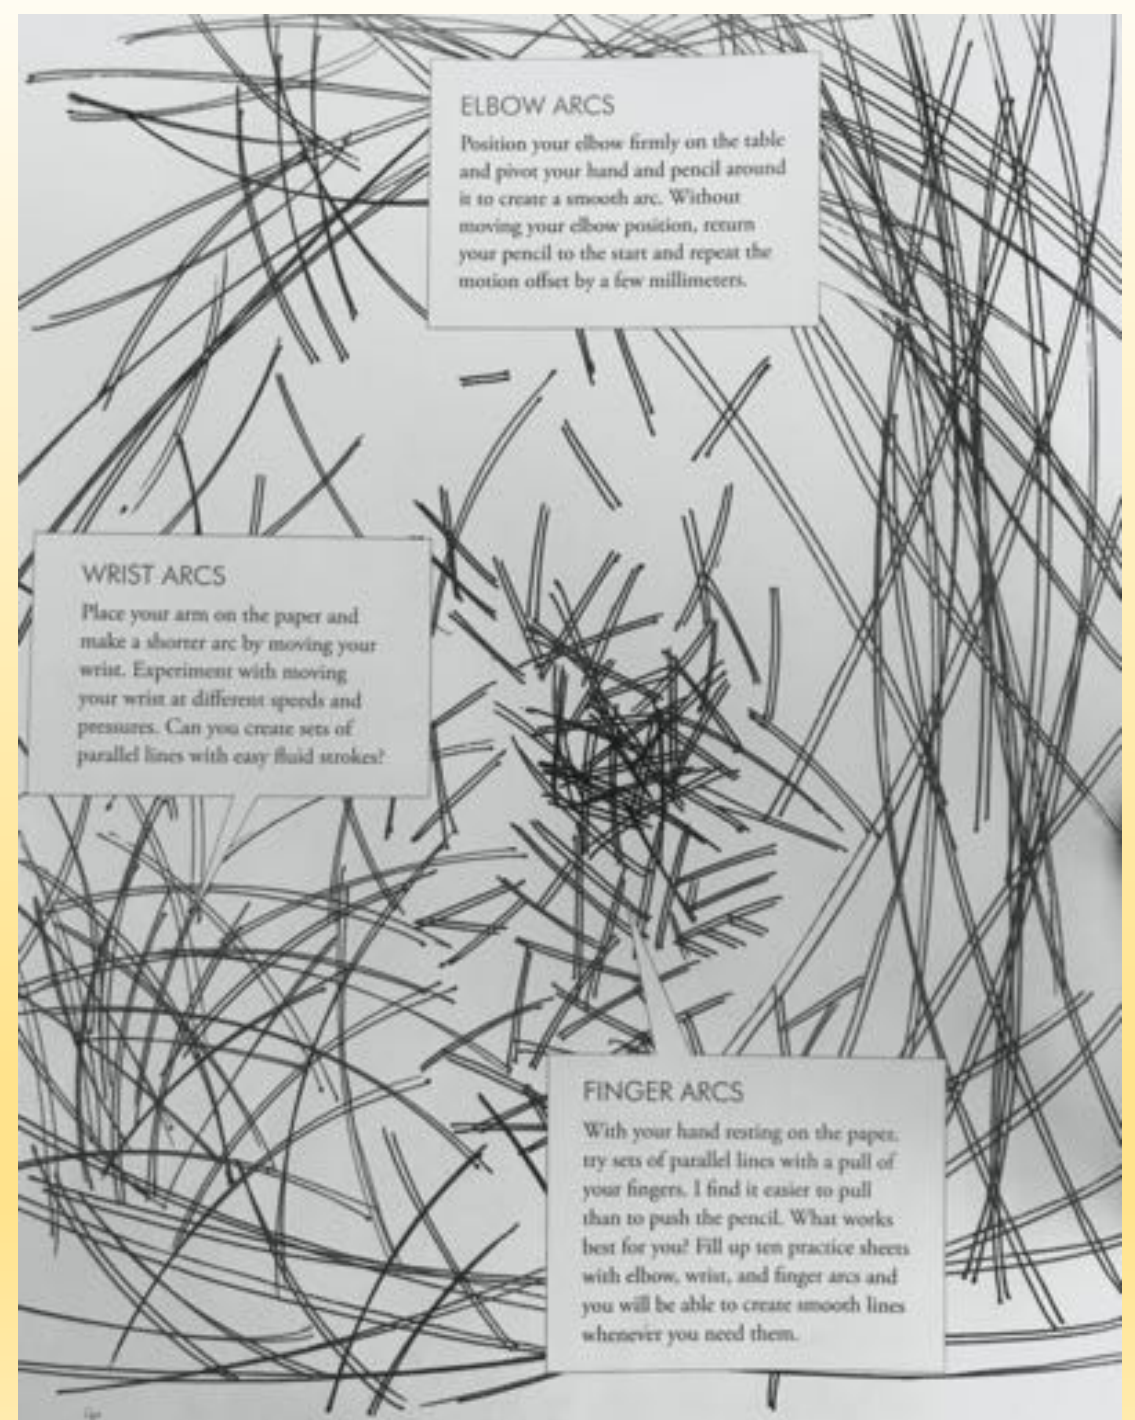 ELBOW ARCS
Position your elbow firmly on the table
and pivot your hand and pencil around
it to create a smooth arc. Without
moving your elbow position, return
your pencil to the start and repeat the
motion offset by a few millimeters.
WRIST ARCS
Place your arm on the paper and
make a shorter arc by moving your
wrist. Experiment with moving
your wrist at different speeds and
pressures. Can you create sets of
parallel lines with easy fluid strokes?
FINGER ARCS
With your hand resting on the paper,
try sets of parallel lines with a pull of
your fingers. I find it easier to pull
than to push the pencil. What works
best for you? Fill up ten practice sheets
with elbow, wrist, and finger arcs and
you will be able to create smooth lines
whenever you need them.